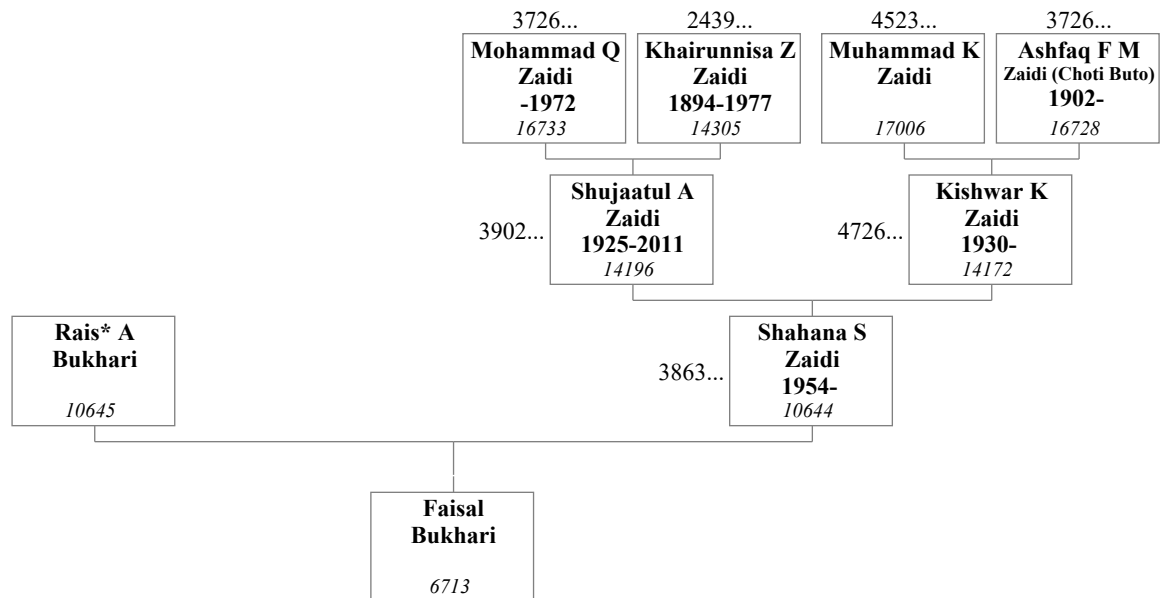 3726...
2439...
4523...
3726...
Mohammad Q
Zaidi
-1972
16733
Khairunnisa Z
Zaidi
1894-1977
14305
Muhammad K
Zaidi
17006
Ashfaq F M
Zaidi (Choti Buto)
1902-
16728
3902...
Shujaatul A
Zaidi
1925-2011
14196
4726...
Kishwar K
Zaidi
1930-
14172
Rais* A
Bukhari
10645
3863...
Shahana S
Zaidi
1954-
10644
Faisal
Bukhari
6713